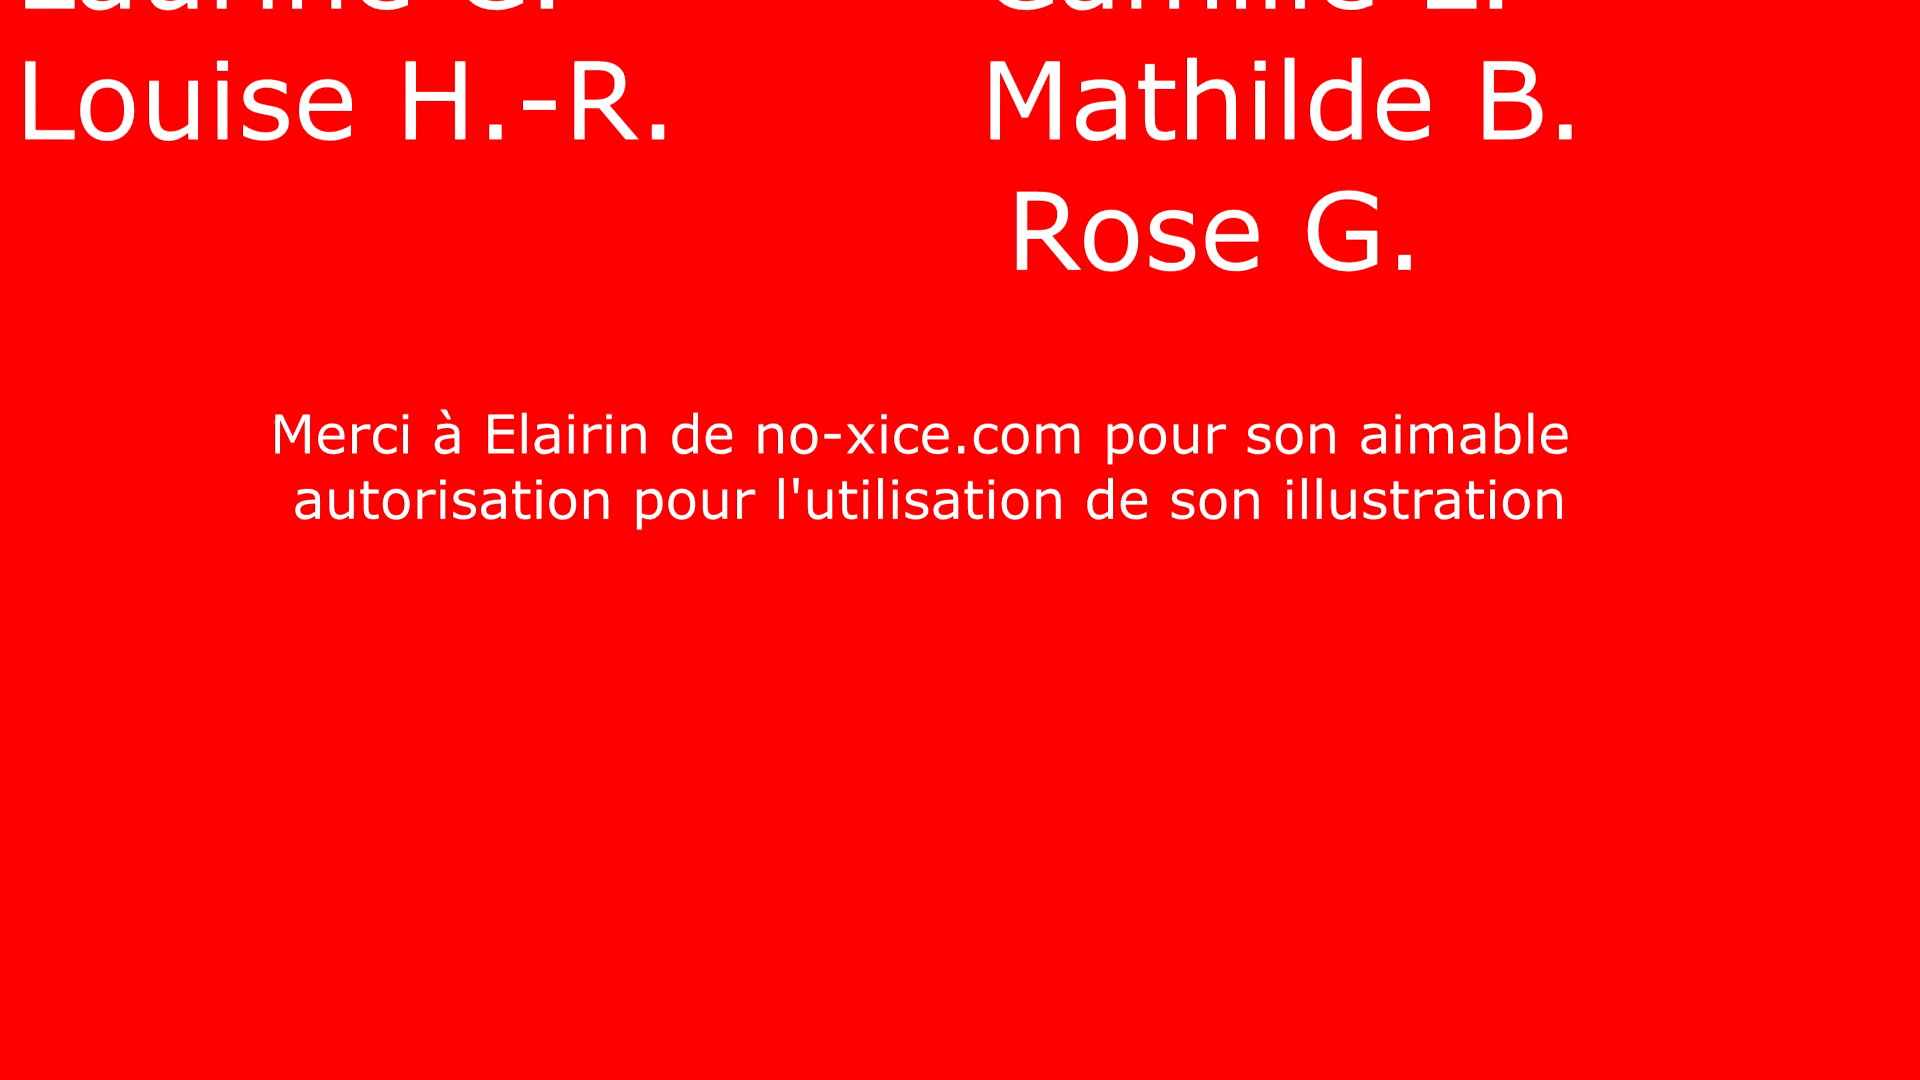 Louise H.-R.
Mathilde B.
Rose G.
Merci à Elairin de no-xice.com pour son aimable
autorisation pour l'utilisation de son illustration